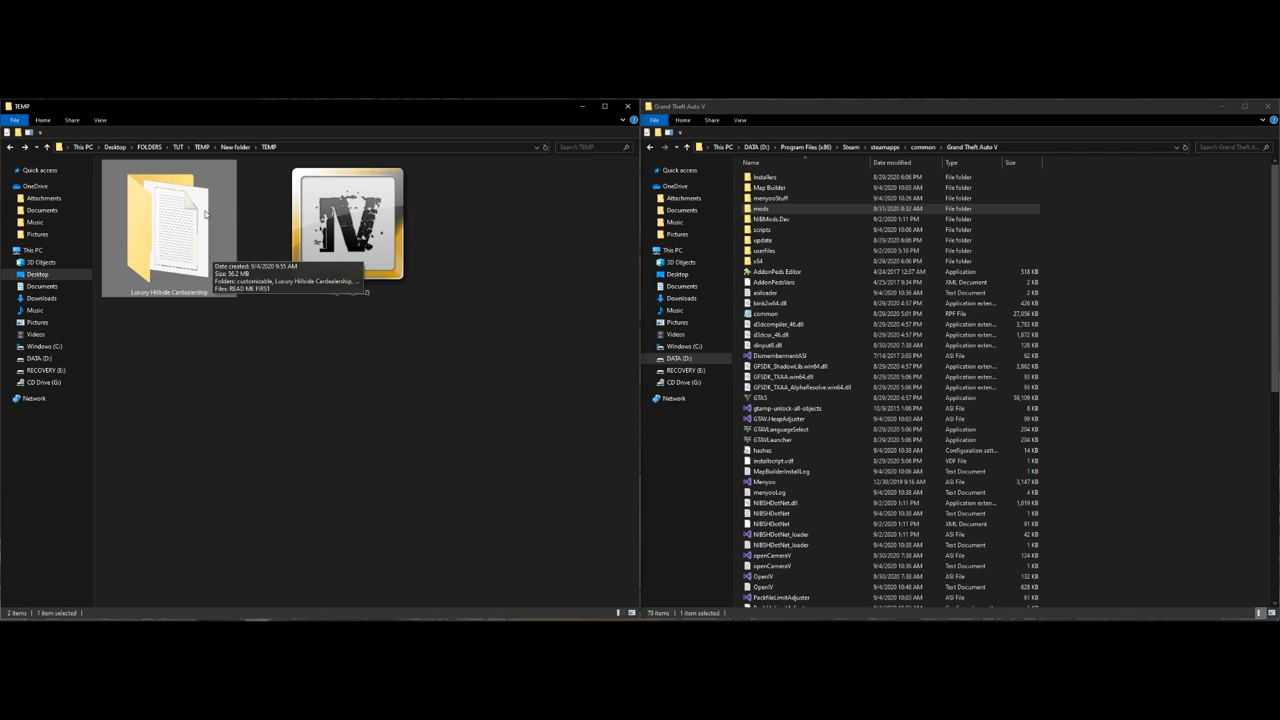 TEMP
File Home Share View
This PC Desktop FOLDERS TUT TEMP New folder TEMP Search TEMP
Quick access
OneDrive
Attachments
Documents
Music
Pictures
This PC
3D Objects
Desktop
Documents
Downloads
Music
Pictures
Videos
Windows (C:)
DATA (D:)
RECOVERY (E:)
CD Drive (G:)
Network
Luxury Hillside Cardealership
Date created: 9/4/2020 9:55 AM
Size: 56.2 MB
Folders: customizable, Luxury Hillside Cardealership, ...
Files: READ ME FIRST
N
2 items 1 item selected
Grand Theft Auto V
File Home Share View
This PC DATA (D:) Program Files (x86) Steam steamapps common Grand Theft Auto V Search Grand Theft Auto V
Quick access
OneDrive
Attachments
Documents
Music
Pictures
This PC
3D Objects
Desktop
Documents
Downloads
Music
Pictures
Videos
Windows (C:)
DATA (D:)
RECOVERY (E:)
CD Drive (G:)
Network
Name Date modified Type Size
Installers 8/29/2020 6:06 PM File folder
Map Builder 9/4/2020 10:03 AM File folder
menyooStuff 9/4/2020 10:26 AM File folder
mods 8/31/2020 8:32 AM File folder
NIBMods.Dev 9/2/2020 1:11 PM File folder
scripts 9/4/2020 10:38 AM File folder
update 8/29/2020 6:06 PM File folder
userfiles 9/2/2020 5:10 PM File folder
x64 8/29/2020 6:06 PM File folder
AddonPeds Editor 4/24/2017 12:37 AM Application 518 KB
AddonPedsVars 4/25/2017 9:34 PM XML Document 2 KB
asiloader 9/4/2020 10:38 AM Text Document 1 KB
bink2w64.dll 8/29/2020 5:06 PM Application exten... 426 KB
common 8/29/2020 5:06 PM RPF File 27,056 KB
d3dcompiler_46.dll 8/29/2020 4:57 PM Application exten... 3,783 KB
d3dcsx_46.dll 8/29/2020 4:57 PM Application exten... 1,872 KB
dinput8.dll 8/30/2020 7:38 AM Application exten... 128 KB
DismembermentASI 7/14/2017 3:03 PM ASI File 62 KB
GFSDK_ShadowLib.win64.dll 8/29/2020 4:57 PM Application exten... 3,862 KB
GFSDK_TXAA.win64.dll 8/29/2020 4:57 PM Application exten... 93 KB
GFSDK_TXAA_AlphaResolve.win64.dll 8/29/2020 4:57 PM Application exten... 93 KB
GTA5 8/29/2020 4:57 PM Application 59,109 KB
gtamp-unlock-all-objects 10/9/2015 1:06 PM ASI File 8 KB
GTAV.HeapAdjuster 9/4/2020 10:03 AM ASI File 99 KB
GTAVLanguageSelect 8/29/2020 5:06 PM Application 204 KB
GTAVLauncher 8/29/2020 5:06 PM Application 204 KB
hashes 9/4/2020 10:38 AM Configuration sett... 14 KB
installscript.vdf 8/29/2020 5:06 PM VDF File 1 KB
MapBuilderInstallLog 9/4/2020 10:06 AM Text Document 1 KB
Menyoo 12/30/2019 9:16 AM ASI File 3,147 KB
menyooLog 9/4/2020 10:38 AM Text Document 4 KB
NIBSHDotNet.dll 9/2/2020 1:11 PM Application exten... 1,019 KB
NIBSHDotNet 9/4/2020 10:38 AM Text Document 1 KB
NIBSHDotNet 9/2/2020 1:11 PM XML Document 91 KB
NIBSHDotNet_loader 9/2/2020 1:11 PM ASI File 42 KB
NIBSHDotNet_loader 9/4/2020 10:38 AM Text Document 1 KB
openCameraV 8/30/2020 7:38 AM ASI File 124 KB
openCameraV 9/4/2020 10:36 AM Text Document 1 KB
OpenIV 8/30/2020 7:38 AM ASI File 132 KB
OpenIV 9/4/2020 10:48 AM Text Document 628 KB
PackfileLimitAdjuster 9/4/2020 10:03 AM ASI File 61 KB
79 items 1 item selected